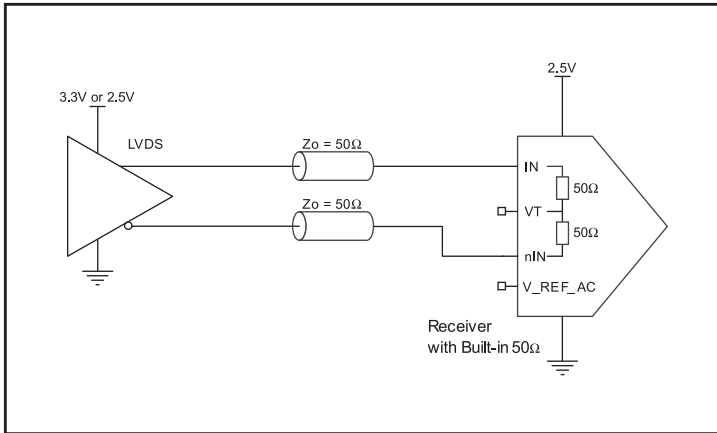 2.5V
3.3V or 2.5V
LVDS
Zo = 50Ω
IN
50Ω
Zo = 50Ω
VT
50Ω
nIN
V_REF_AC
Receiver
with Built-in 50Ω